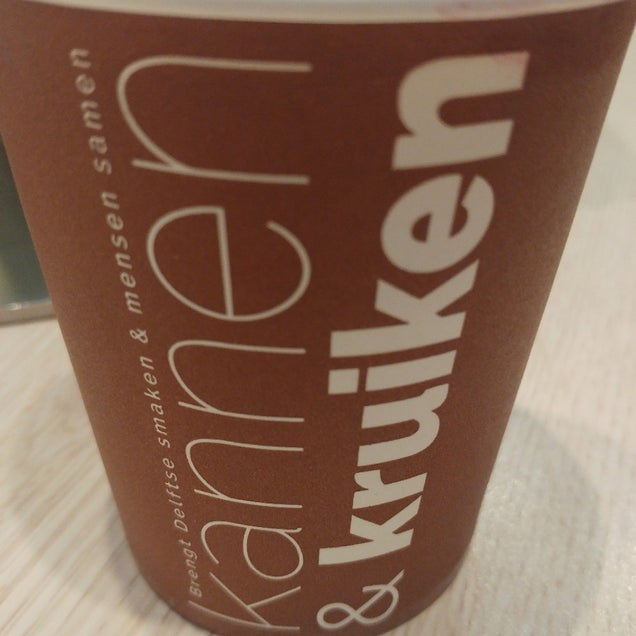 Brengt Delftse smaken & mensen samen
kannen
& kruiken